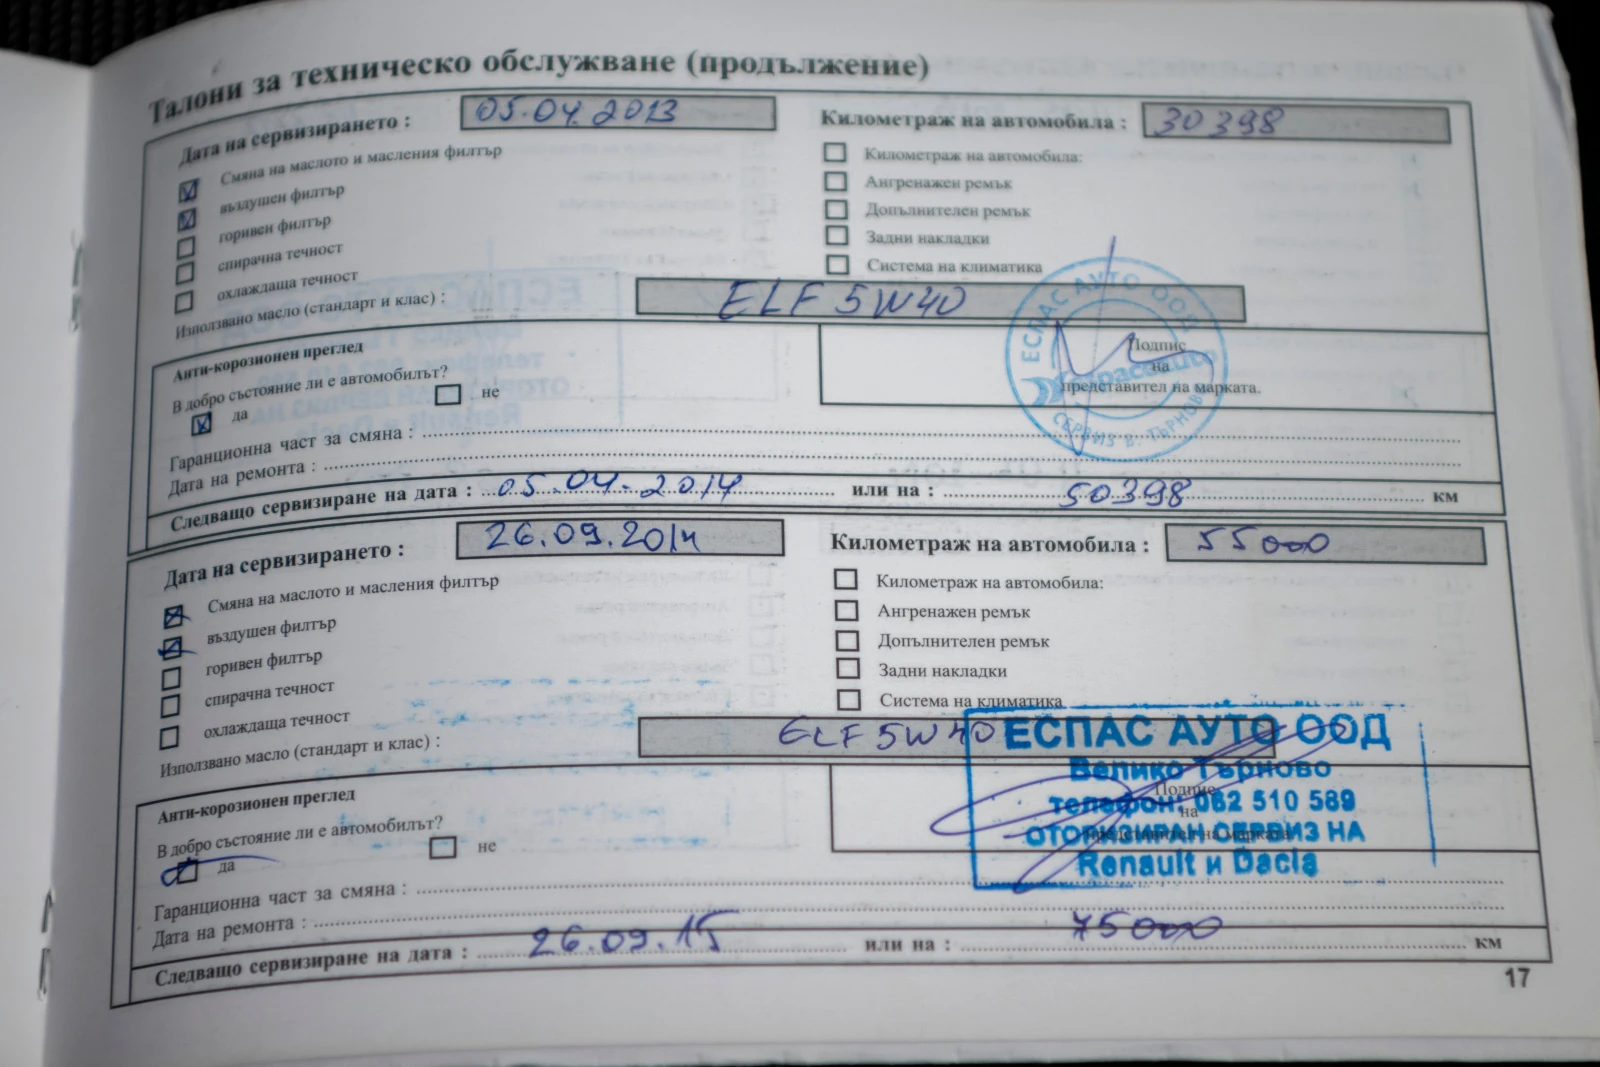 Талони за техническо обслужване (продължение)
Дата на сервизирането : 05.04.2013 Километраж на автомобила : 30398
Смяна на маслото и масления филтър
въздушен филтър
горивен филтър
спирачна течност
охлаждаща течност
Километраж на автомобила:
Ангренажен ремък
Допълнителен ремък
Задни накладки
Система на климатика
Използвано масло (стандарт и клас) : ELF 5W40
Анти-корозионен преглед
В добро състояние ли е автомобилът?
да не
Подпис
на
представител на марката.
ЕСПАС АУТО ООД
espaceauto
СЕРВИЗ В. ТЪРНОВО
Гаранционна част за смяна :
Дата на ремонта :
Следващо сервизиране на дата : 05.04.2014 или на : 50398 км
Дата на сервизирането : 26.09.2014 Километраж на автомобила : 55000
Смяна на маслото и масления филтър
въздушен филтър
горивен филтър
спирачна течност
охлаждаща течност
Километраж на автомобила:
Ангренажен ремък
Допълнителен ремък
Задни накладки
Система на климатика
Използвано масло (стандарт и клас) : ELF 5W40
Анти-корозионен преглед
В добро състояние ли е автомобилът?
да не
Подпис
на
представител на марката.
ЕСПАС АУТО ООД
Велико Търново
телефон: 062 510 589
ОТОРИЗИРАН СЕРВИЗ НА
Renault и Dacia
Гаранционна част за смяна :
Дата на ремонта :
Следващо сервизиране на дата : 26.09.15 или на : 75000 км
17